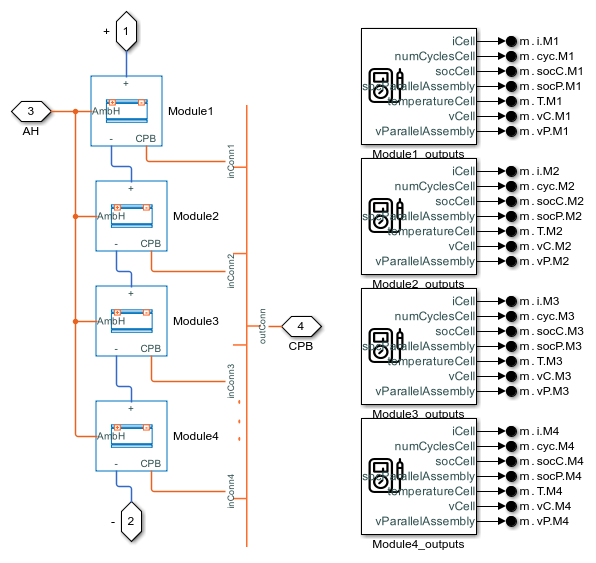 + 1
3
AH
+
AmbH
Module1
- CPB
inConn1
+
AmbH
Module2
- CPB
inConn2
+
AmbH
Module3
- CPB
inConn3
+
AmbH
Module4
- CPB
inConn4
- 2
outConn
4
CPB
iCell m.i.M1
numCyclesCell m.cyc.M1
socCell m.socC.M1
socParallelAssembly m.socP.M1
temperatureCell m.T.M1
vCell m.vC.M1
vParallelAssembly m.vP.M1
Module1_outputs
iCell m.i.M2
numCyclesCell m.cyc.M2
socCell m.socC.M2
socParallelAssembly m.socP.M2
temperatureCell m.T.M2
vCell m.vC.M2
vParallelAssembly m.vP.M2
Module2_outputs
iCell m.i.M3
numCyclesCell m.cyc.M3
socCell m.socC.M3
socParallelAssembly m.socP.M3
temperatureCell m.T.M3
vCell m.vC.M3
vParallelAssembly m.vP.M3
Module3_outputs
iCell m.i.M4
numCyclesCell m.cyc.M4
socCell m.socC.M4
socParallelAssembly m.socP.M4
temperatureCell m.T.M4
vCell m.vC.M4
vParallelAssembly m.vP.M4
Module4_outputs